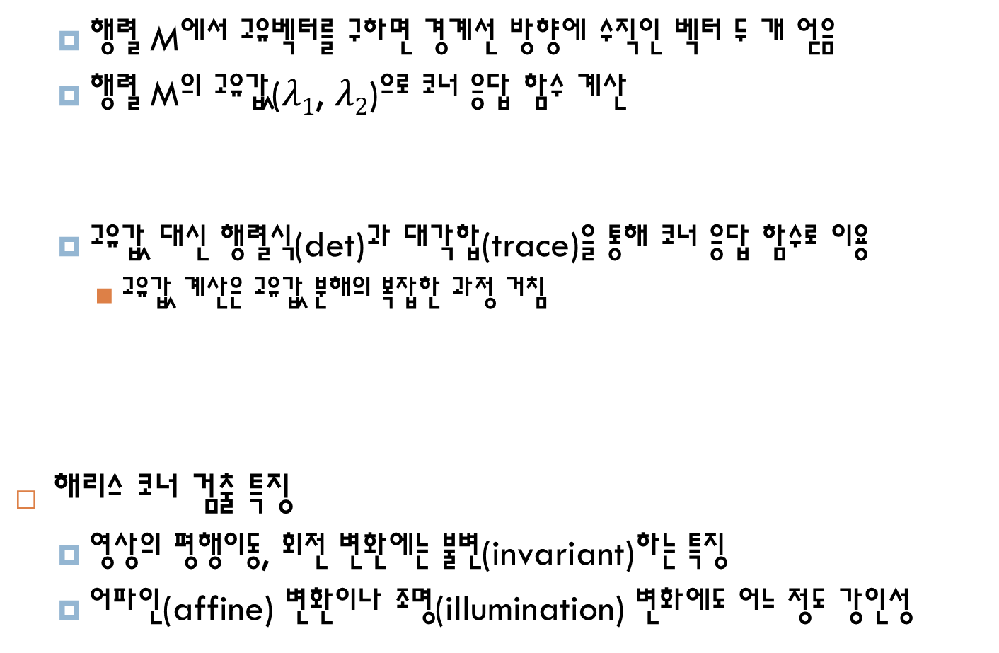 행렬 M에서 고유벡터를 구하면 경계선 방향에 수직인 벡터 두 개 얻음
행렬 M의 고유값(λ₁, λ₂)으로 코너 응답 함수 계산
고유값 대신 행렬식(det)과 대각합(trace)을 통해 코너 응답 함수로 이용
고유값 계산은 고유값 분해의 복잡한 과정 거침
해리스 코너 검출 특징
영상의 평행이동, 회전 변환에는 불변(invariant)하는 특징
어파인(affine) 변환이나 조명(illumination) 변화에도 어느 정도 강인성